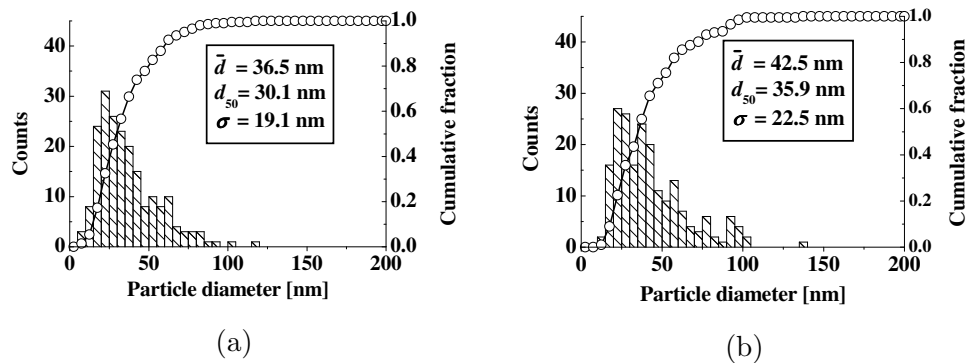 40
30
20
10
0
Counts
0
50
100
150
200
Particle diameter [nm]
1.0
0.8
0.6
0.4
0.2
0.0
Cumulative fraction
d̄ = 36.5 nm
d₅₀ = 30.1 nm
σ = 19.1 nm
(a)
40
30
20
10
0
Counts
0
50
100
150
200
Particle diameter [nm]
1.0
0.8
0.6
0.4
0.2
0.0
Cumulative fraction
d̄ = 42.5 nm
d₅₀ = 35.9 nm
σ = 22.5 nm
(b)